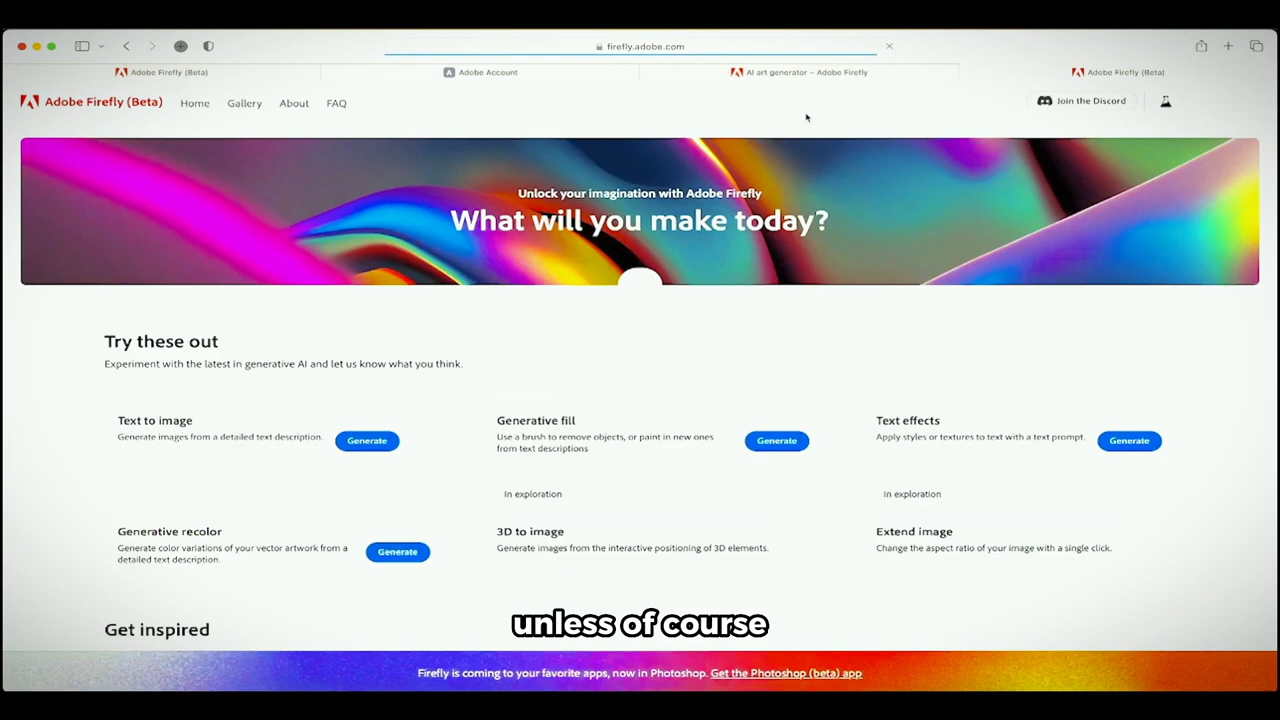 firefly.adobe.com
Adobe Firefly (Beta)
Adobe Account
AI art generator – Adobe Firefly
Adobe Firefly (Beta)
Adobe Firefly (Beta)
Home
Gallery
About
FAQ
Join the Discord
Unlock your imagination with Adobe Firefly
What will you make today?
Try these out
Experiment with the latest in generative AI and let us know what you think.
Text to image
Generate images from a detailed text description.
Generate
Generative fill
Use a brush to remove objects, or paint in new ones
from text descriptions
Generate
Text effects
Apply styles or textures to text with a text prompt.
Generate
Generative recolor
Generate color variations of your vector artwork from a
detailed text description.
Generate
In exploration
3D to image
Generate images from the interactive positioning of 3D elements.
In exploration
Extend image
Change the aspect ratio of your image with a single click.
Get inspired
unless of course
Firefly is coming to your favorite apps, now in Photoshop. Get the Photoshop (beta) app